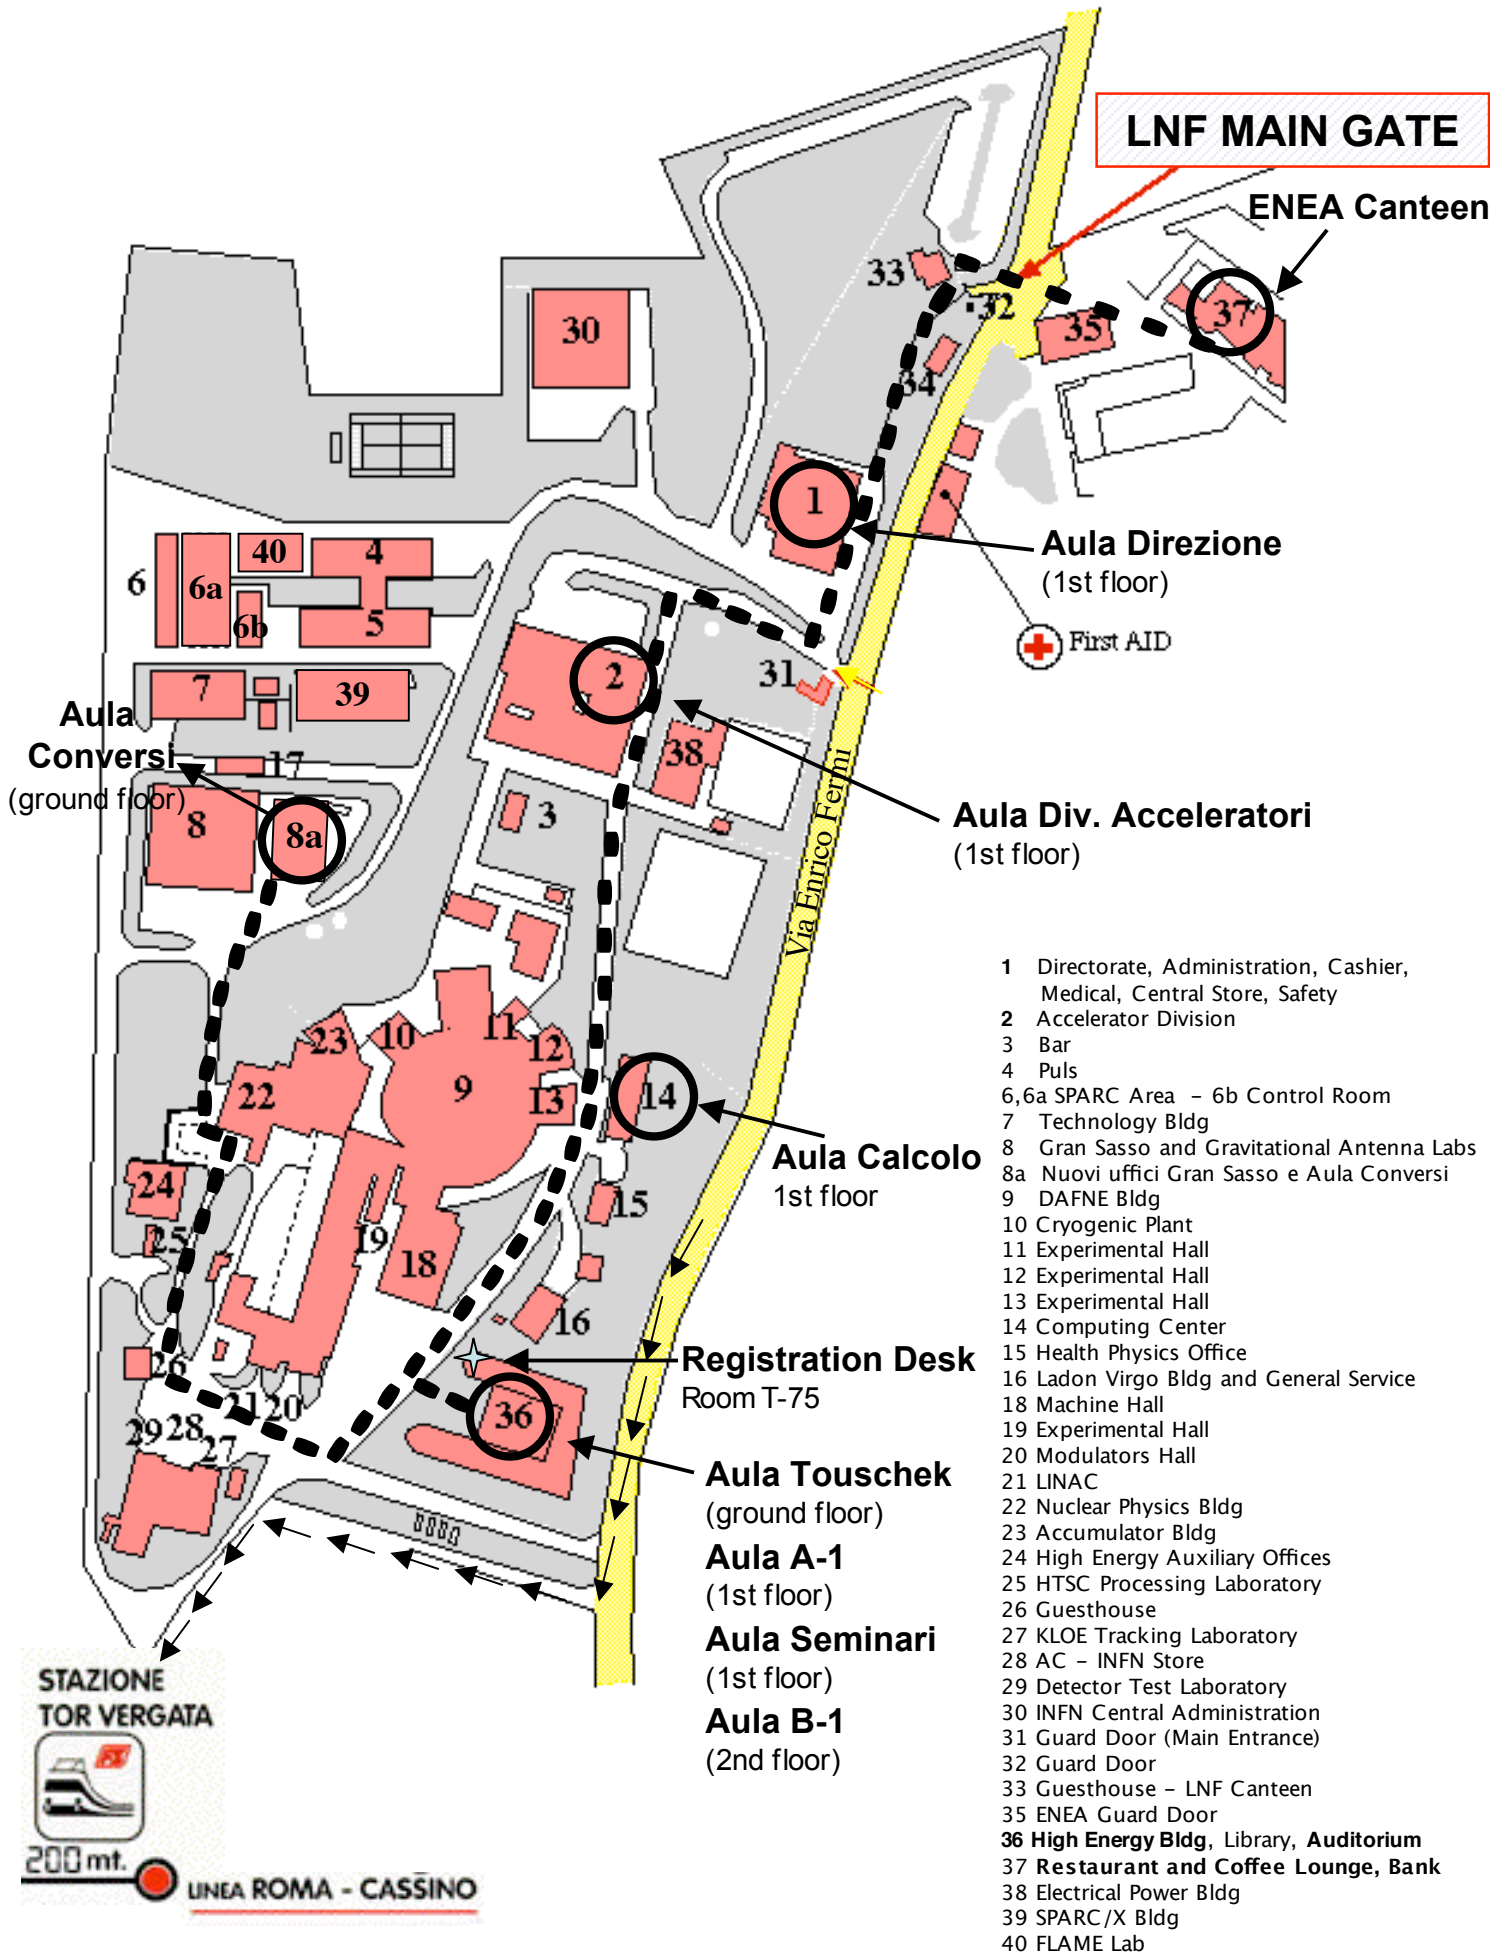 LNF MAIN GATE
ENEA Canteen
33
32
37
30
35
34
1
Aula Direzione
(1st floor)
First AID
40
4
6
6a
6b
5
2
31
7
39
Aula
Conversi
(ground floor)
17
38
8
8a
3
Via Enrico Fermi
Aula Div. Acceleratori
(1st floor)
23
10
11
12
9
22
13
14
Aula Calcolo
1st floor
24
15
25
19
18
16
26
Registration Desk
Room T-75
21
20
36
29
28
27
Aula Touschek
(ground floor)
Aula A-1
(1st floor)
Aula Seminari
(1st floor)
Aula B-1
(2nd floor)
STAZIONE
TOR VERGATA
FS
200 mt.
LINEA ROMA - CASSINO
1 Directorate, Administration, Cashier,
Medical, Central Store, Safety
2 Accelerator Division
3 Bar
4 Puls
6,6a SPARC Area – 6b Control Room
7 Technology Bldg
8 Gran Sasso and Gravitational Antenna Labs
8a Nuovi uffici Gran Sasso e Aula Conversi
9 DAFNE Bldg
10 Cryogenic Plant
11 Experimental Hall
12 Experimental Hall
13 Experimental Hall
14 Computing Center
15 Health Physics Office
16 Ladon Virgo Bldg and General Service
18 Machine Hall
19 Experimental Hall
20 Modulators Hall
21 LINAC
22 Nuclear Physics Bldg
23 Accumulator Bldg
24 High Energy Auxiliary Offices
25 HTSC Processing Laboratory
26 Guesthouse
27 KLOE Tracking Laboratory
28 AC – INFN Store
29 Detector Test Laboratory
30 INFN Central Administration
31 Guard Door (Main Entrance)
32 Guard Door
33 Guesthouse – LNF Canteen
35 ENEA Guard Door
36 High Energy Bldg, Library, Auditorium
37 Restaurant and Coffee Lounge, Bank
38 Electrical Power Bldg
39 SPARC/X Bldg
40 FLAME Lab